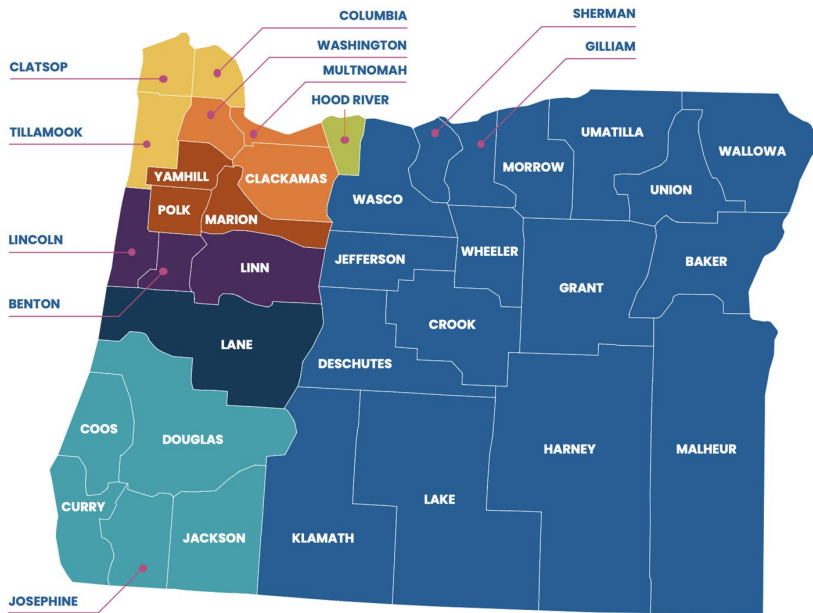 COLUMBIA
SHERMAN
WASHINGTON
GILLIAM
CLATSOP
MULTNOMAH
HOOD RIVER
TILLAMOOK
UMATILLA
WALLOWA
MORROW
YAMHILL
CLACKAMAS
UNION
WASCO
POLK
MARION
LINCOLN
WHEELER
JEFFERSON
BAKER
LINN
GRANT
BENTON
CROOK
LANE
DESCHUTES
COOS
DOUGLAS
HARNEY
MALHEUR
LAKE
CURRY
JACKSON
KLAMATH
JOSEPHINE